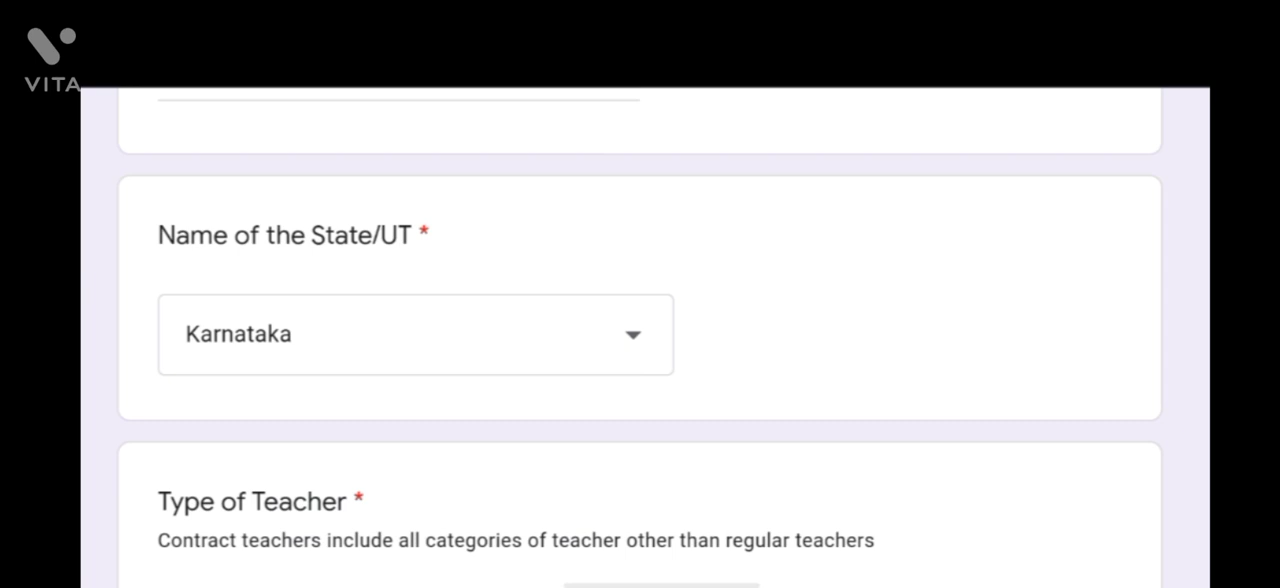 VITA
Name of the State/UT *
Karnataka
Type of Teacher *
Contract teachers include all categories of teacher other than regular teachers